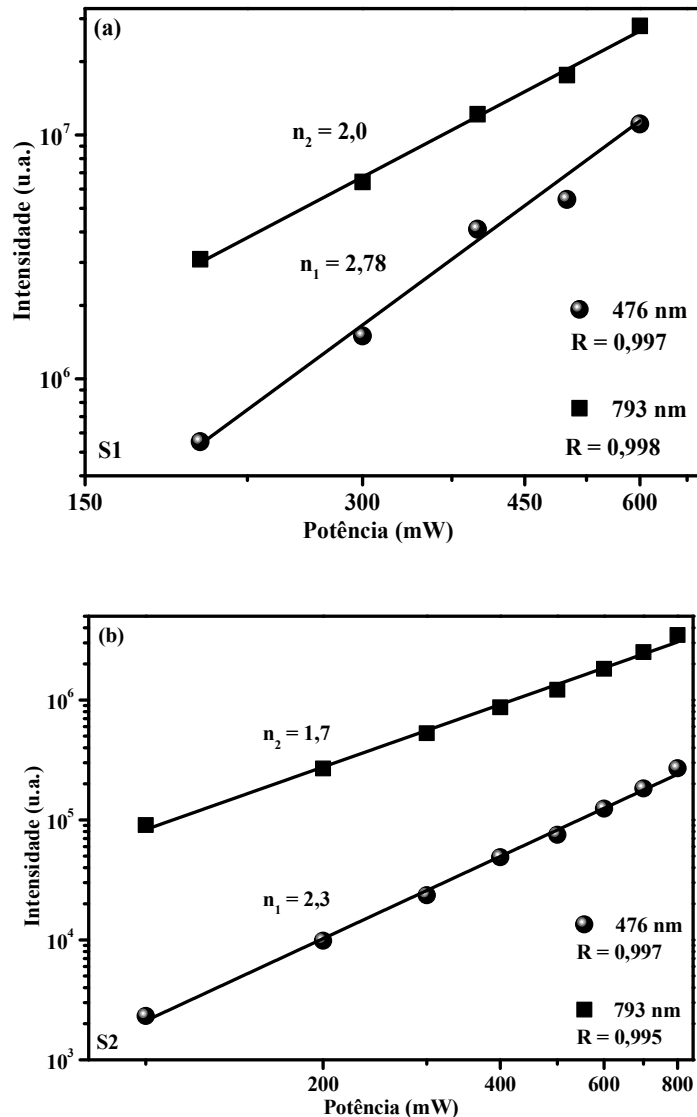 (a)
10⁷
10⁶
Intensidade (u.a.)
n₂ = 2,0
n₁ = 2,78
476 nm
R = 0,997
793 nm
R = 0,998
S1
150
300
450
600
Potência (mW)
(b)
10⁶
10⁵
10⁴
10³
Intensidade (u.a.)
n₂ = 1,7
n₁ = 2,3
476 nm
R = 0,997
793 nm
R = 0,995
S2
200
400
600
800
Potência (mW)